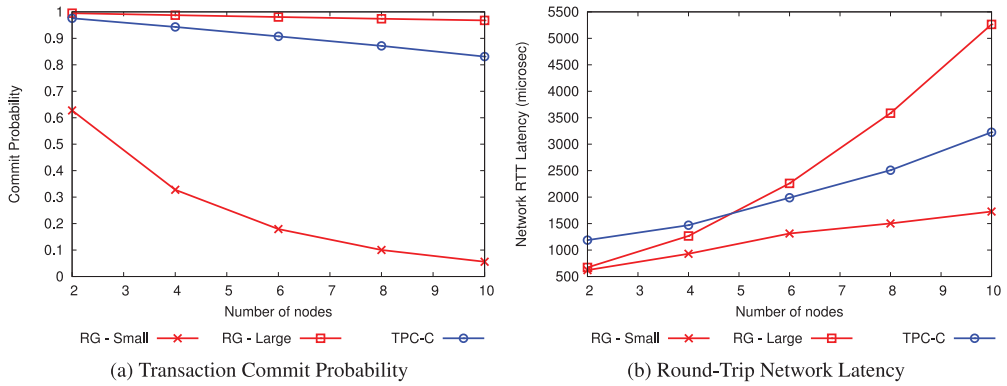 1
0.9
0.8
0.7
0.6
0.5
0.4
0.3
0.2
0.1
0
Commit Probability
2 3 4 5 6 7 8 9 10
Number of nodes
RG - Small RG - Large TPC-C
(a) Transaction Commit Probability
5500
5000
4500
4000
3500
3000
2500
2000
1500
1000
500
Network RTT Latency (microsec)
2 3 4 5 6 7 8 9 10
Number of nodes
RG - Small RG - Large TPC-C
(b) Round-Trip Network Latency